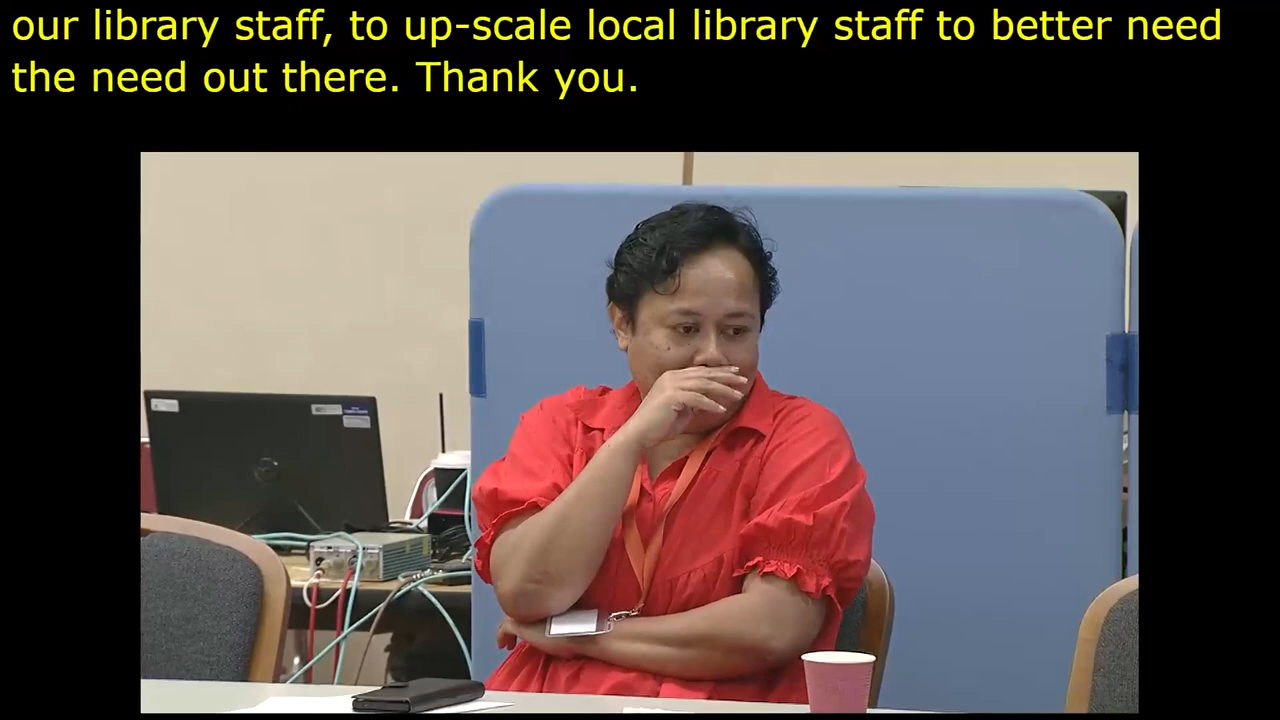 our library staff, to up-scale local library staff to better need
the need out there. Thank you.